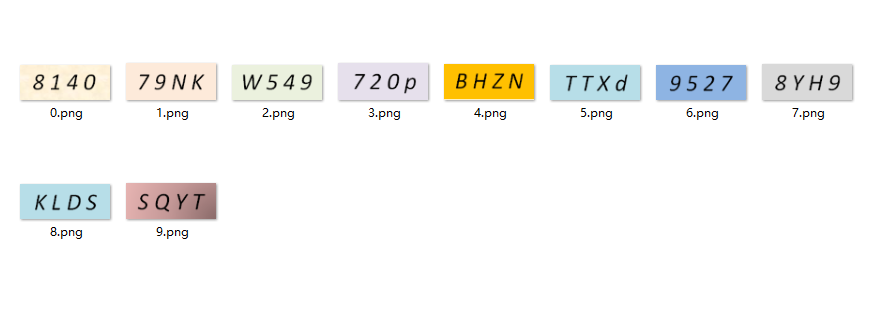 8140 79NK W549 720p BHZN TTXd 9527 8YH9
0.png 1.png 2.png 3.png 4.png 5.png 6.png 7.png
KLDS SQYT
8.png 9.png